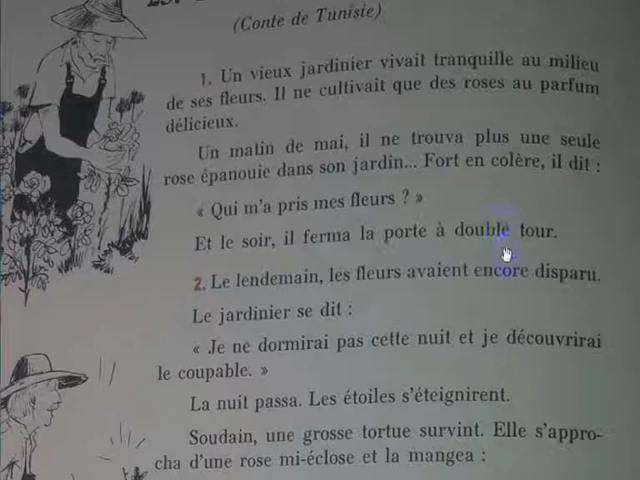 (Conte de Tunisie)
1. Un vieux jardinier vivait tranquille au milieu
de ses fleurs. Il ne cultivait que des roses au parfum
délicieux.
Un matin de mai, il ne trouva plus une seule
rose épanouie dans son jardin... Fort en colère, il dit :
« Qui m'a pris mes fleurs ? »
Et le soir, il ferma la porte à double tour.
2. Le lendemain, les fleurs avaient encore disparu.
Le jardinier se dit :
« Je ne dormirai pas cette nuit et je découvrirai
le coupable. »
La nuit passa. Les étoiles s'éteignirent.
Soudain, une grosse tortue survint. Elle s'appro-
cha d'une rose mi-éclose et la mangea :